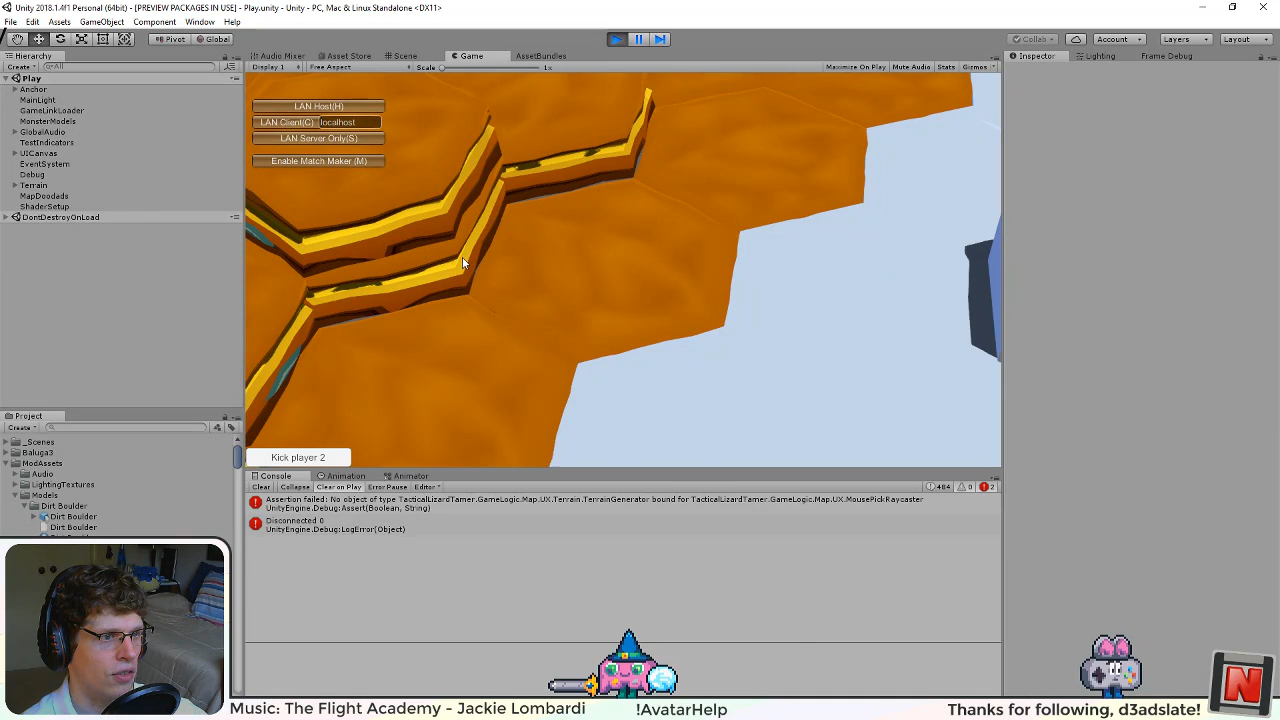 Unity 2018.1.4f1 Personal (64bit) - [PREVIEW PACKAGES IN USE] - Play.unity - Unity - PC, Mac & Linux Standalone <DX11>
File Edit Assets GameObject Component Window Help
Pivot Global Collab Account Layers Layout
Hierarchy
Create All
Play
Anchor
MainLight
GameLinkLoader
MonsterModels
GlobalAudio
TestIndicators
UICanvas
EventSystem
Debug
Terrain
MapDoodads
ShaderSetup
DontDestroyOnLoad
Audio Mixer Asset Store Scene Game AssetBundles
Display 1 Free Aspect Scale 1x Maximize On Play Mute Audio Stats Gizmos
LAN Host(H)
LAN Client(C) localhost
LAN Server Only(S)
Enable Match Maker (M)
Kick player 2
Inspector Lighting Frame Debug
Project
Create
_Scenes
Baluga3
ModAssets
Audio
LightingTextures
Models
Dirt Boulder
Dirt Boulder
Dirt Boulder
Console Animation Animator
Clear Collapse Clear on Play Error Pause Editor 484 0 2
Assertion failed: No object of type TacticalLizardTamer.GameLogic.Map.UX.Terrain.TerrainGenerator bound for TacticalLizardTamer.GameLogic.Map.UX.MousePickRaycaster
UnityEngine.Debug:Assert(Boolean, String)
Disconnected 0
UnityEngine.Debug:LogError(Object)
Music: The Flight Academy - Jackie Lombardi !AvatarHelp Thanks for following, d3adslate!
N